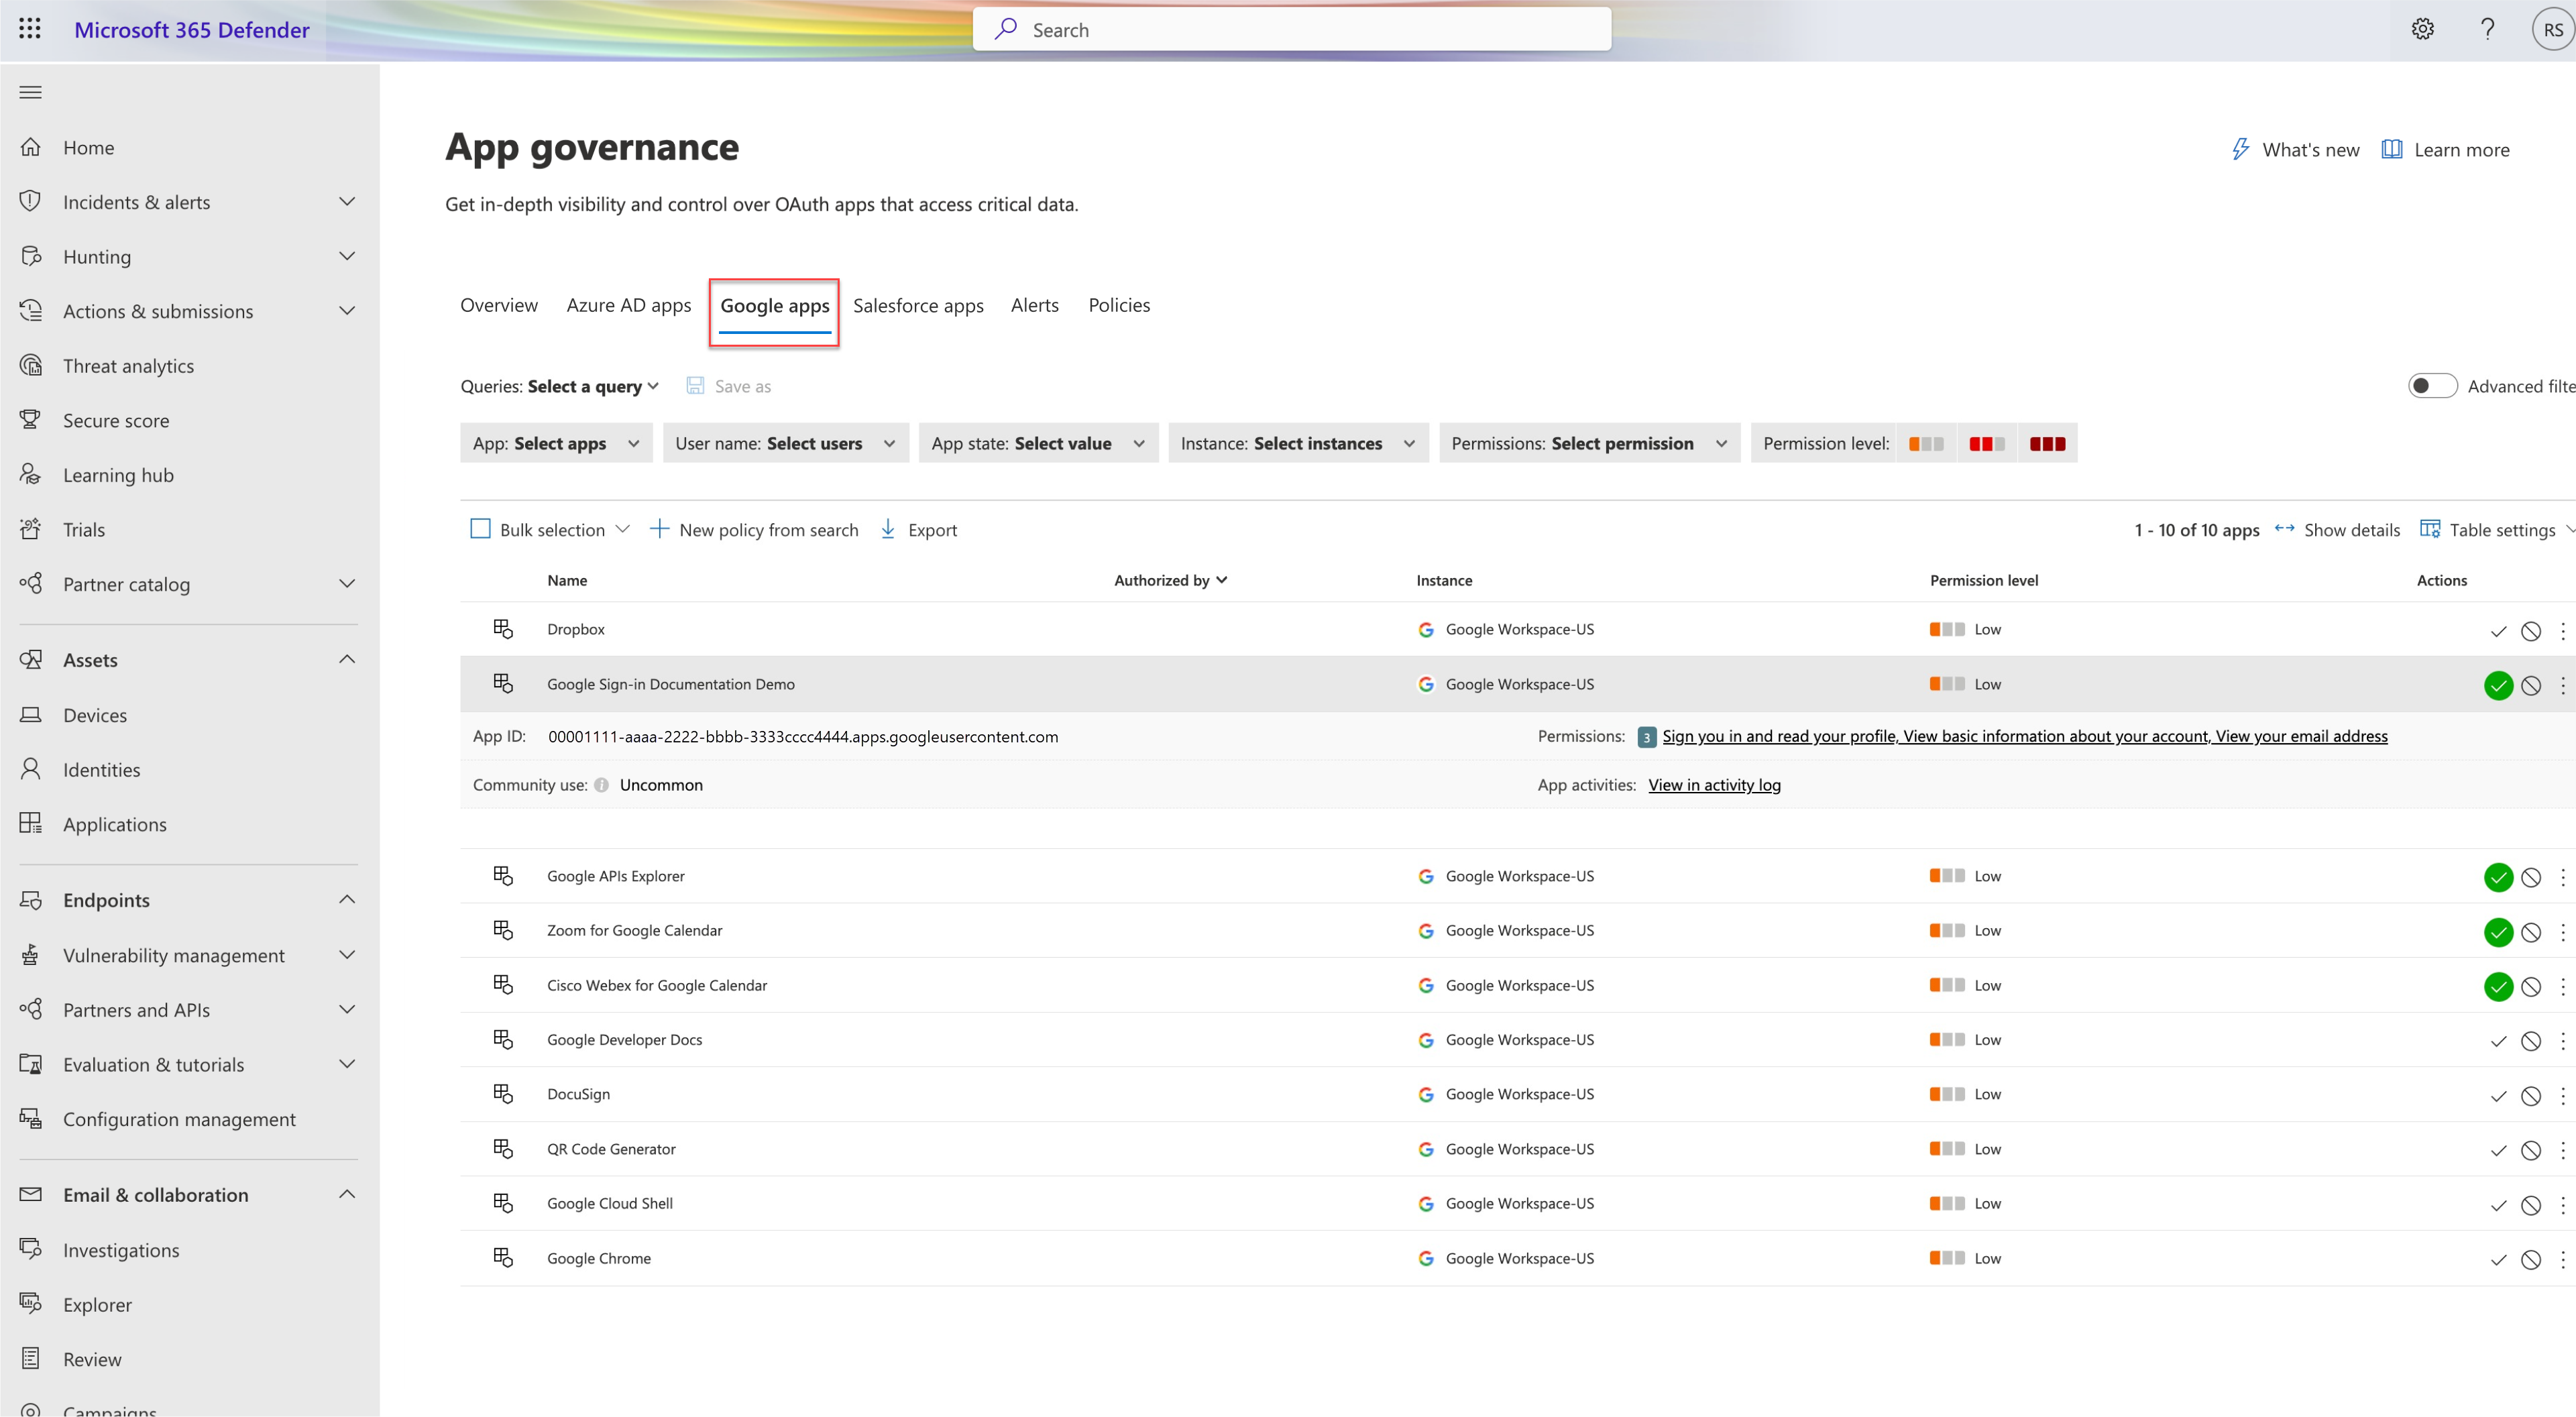 Microsoft 365 Defender
Search
RS
Home
Incidents & alerts
Hunting
Actions & submissions
Threat analytics
Secure score
Learning hub
Trials
Partner catalog
Assets
Devices
Identities
Applications
Endpoints
Vulnerability management
Partners and APIs
Evaluation & tutorials
Configuration management
Email & collaboration
Investigations
Explorer
Review
Campaigns
App governance
What's new Learn more
Get in-depth visibility and control over OAuth apps that access critical data.
Overview Azure AD apps Google apps Salesforce apps Alerts Policies
Queries: Select a query Save as Advanced filte
App: Select apps User name: Select users App state: Select value Instance: Select instances Permissions: Select permission Permission level:
Bulk selection New policy from search Export 1 - 10 of 10 apps Show details Table settings
Name Authorized by Instance Permission level Actions
Dropbox Google Workspace-US Low
Google Sign-in Documentation Demo Google Workspace-US Low
App ID: 00001111-aaaa-2222-bbbb-3333cccc4444.apps.googleusercontent.com Permissions: 3 Sign you in and read your profile, View basic information about your account, View your email address
Community use: Uncommon App activities: View in activity log
Google APIs Explorer Google Workspace-US Low
Zoom for Google Calendar Google Workspace-US Low
Cisco Webex for Google Calendar Google Workspace-US Low
Google Developer Docs Google Workspace-US Low
DocuSign Google Workspace-US Low
QR Code Generator Google Workspace-US Low
Google Cloud Shell Google Workspace-US Low
Google Chrome Google Workspace-US Low